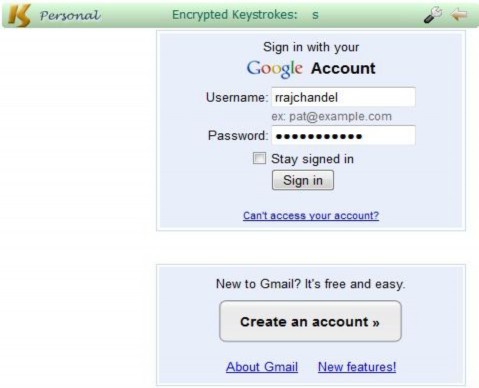 K Personal Encrypted Keystrokes: s
Sign in with your
Google Account
Username: rrajchandel
ex: pat@example.com
Password: ●●●●●●●●●●●
Stay signed in
Sign in
Can't access your account?
New to Gmail? It's free and easy.
Create an account »
About Gmail New features!